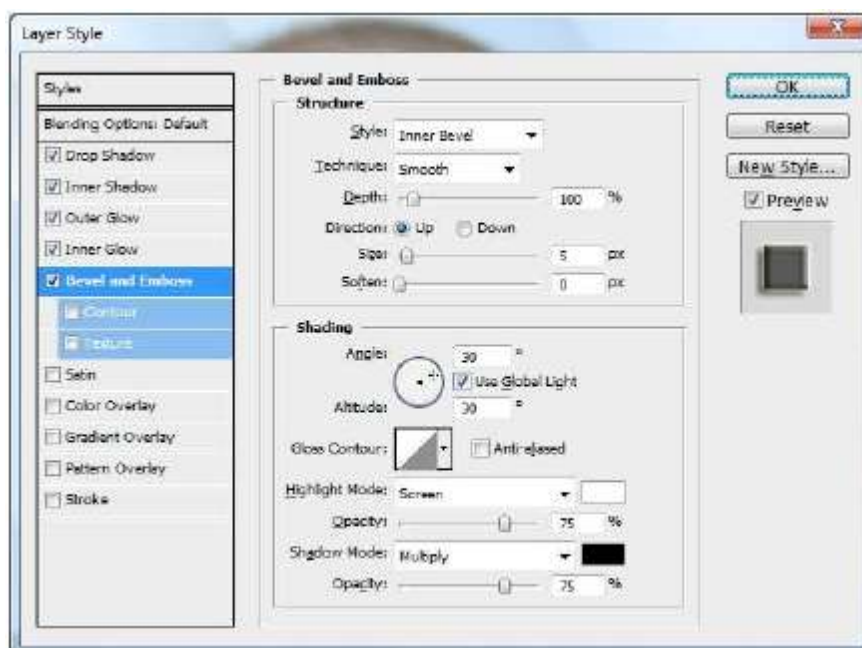 Layer Style
Styles
Blending Options: Default
Drop Shadow
Inner Shadow
Outer Glow
Inner Glow
Bevel and Emboss
Contour
Texture
Satin
Color Overlay
Gradient Overlay
Pattern Overlay
Stroke
Bevel and Emboss
Structure
Style: Inner Bevel
Technique: Smooth
Depth: 100 %
Direction: Up Down
Size: 5 px
Soften: 0 px
Shading
Angle: 30 °
Use Global Light
Altitude: 30 °
Gloss Contour: Anti-aliased
Highlight Mode: Screen
Opacity: 75 %
Shadow Mode: Multiply
Opacity: 75 %
OK
Reset
New Style...
Preview